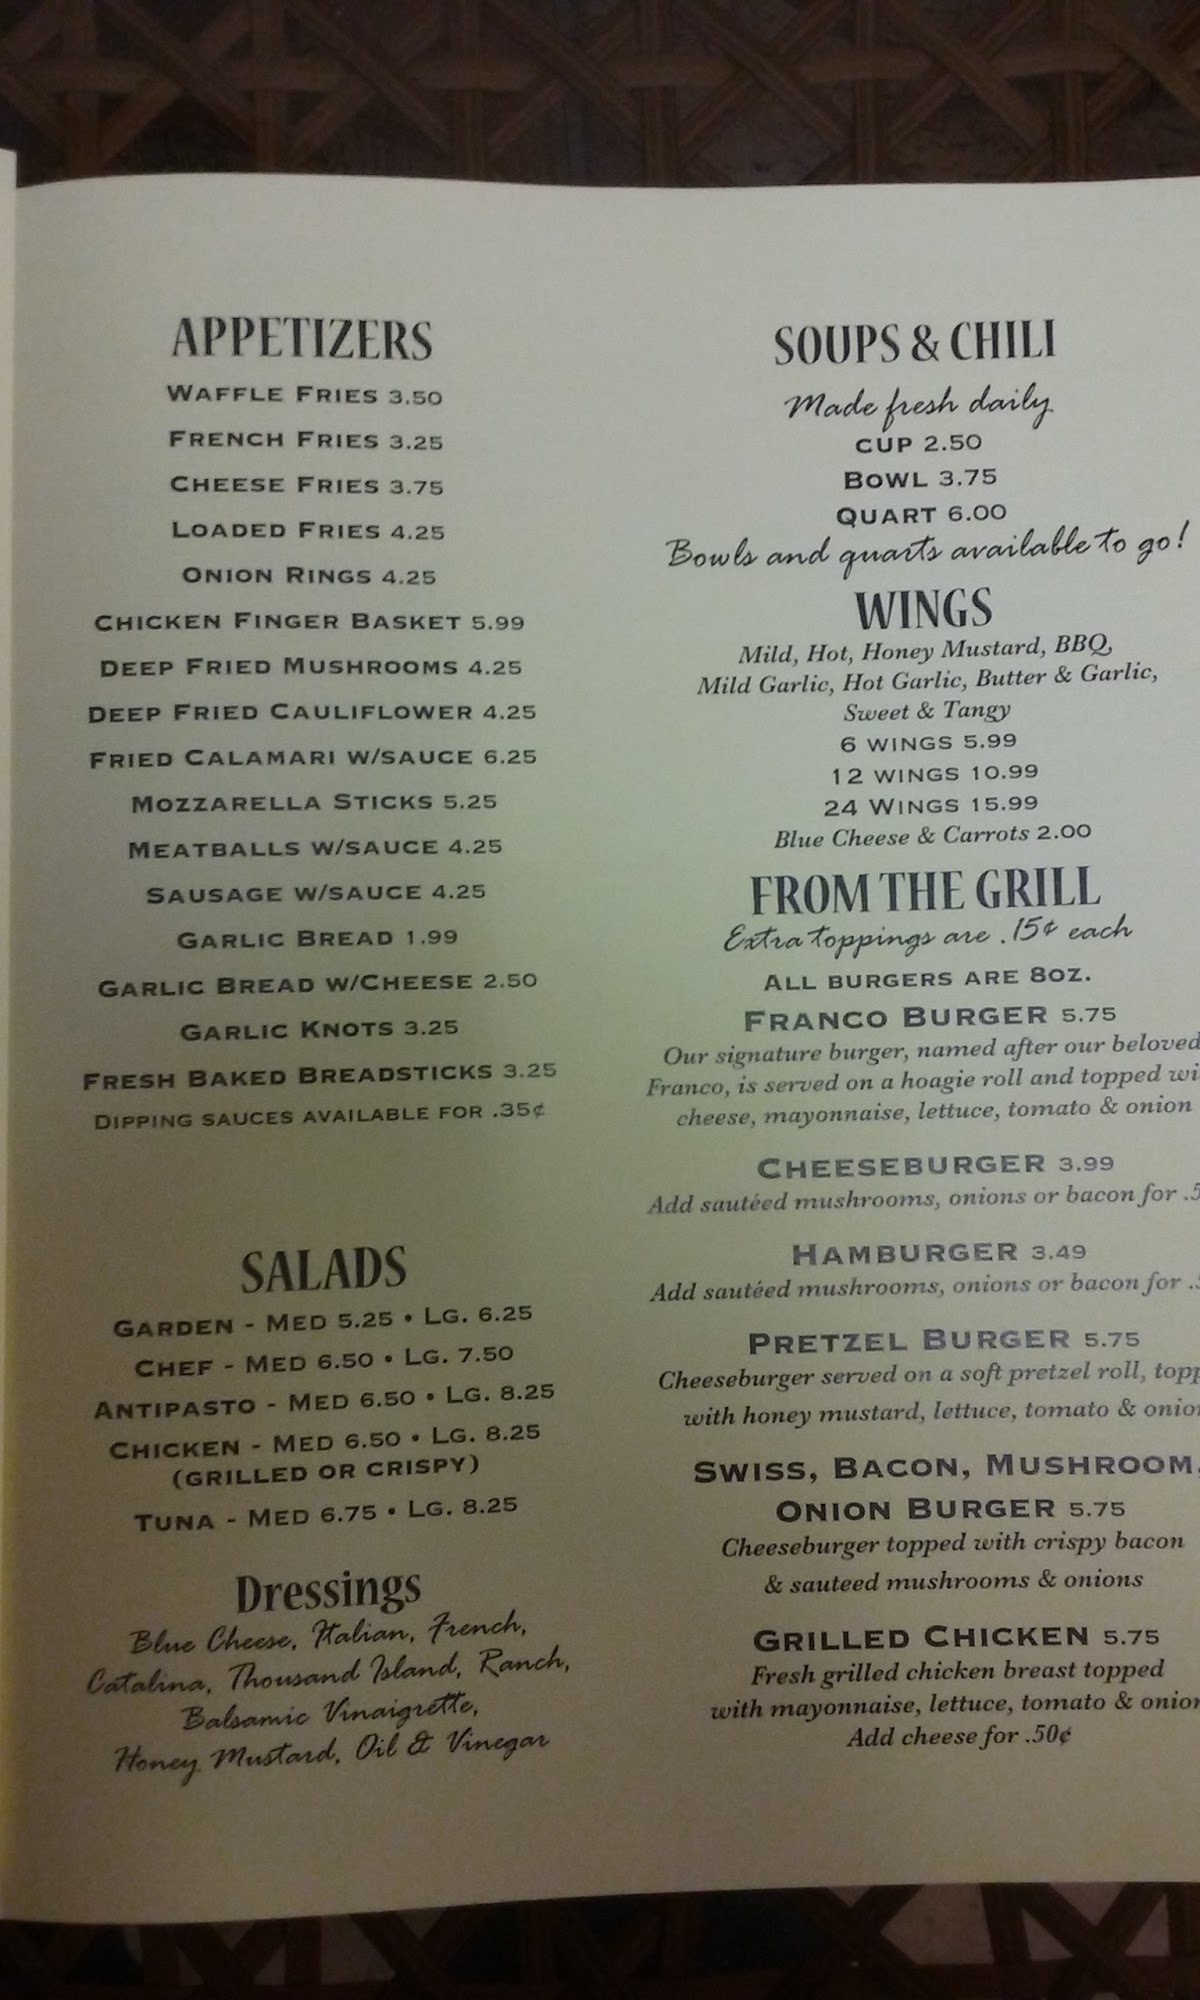 APPETIZERS
WAFFLE FRIES 3.50
FRENCH FRIES 3.25
CHEESE FRIES 3.75
LOADED FRIES 4.25
ONION RINGS 4.25
CHICKEN FINGER BASKET 5.99
DEEP FRIED MUSHROOMS 4.25
DEEP FRIED CAULIFLOWER 4.25
FRIED CALAMARI W/SAUCE 6.25
MOZZARELLA STICKS 5.25
MEATBALLS W/SAUCE 4.25
SAUSAGE W/SAUCE 4.25
GARLIC BREAD 1.99
GARLIC BREAD W/CHEESE 2.50
GARLIC KNOTS 3.25
FRESH BAKED BREADSTICKS 3.25
DIPPING SAUCES AVAILABLE FOR .35¢
SALADS
GARDEN - MED 5.25 • LG. 6.25
CHEF - MED 6.50 • LG. 7.50
ANTIPASTO - MED 6.50 • LG. 8.25
CHICKEN - MED 6.50 • LG. 8.25
(GRILLED OR CRISPY)
TUNA - MED 6.75 • LG. 8.25
Dressings
Blue Cheese, Italian, French,
Catalina, Thousand Island, Ranch,
Balsamic Vinaigrette,
Honey Mustard, Oil & Vinegar
SOUPS & CHILI
Made fresh daily
CUP 2.50
BOWL 3.75
QUART 6.00
Bowls and quarts available to go!
WINGS
Mild, Hot, Honey Mustard, BBQ,
Mild Garlic, Hot Garlic, Butter & Garlic,
Sweet & Tangy
6 WINGS 5.99
12 WINGS 10.99
24 WINGS 15.99
Blue Cheese & Carrots 2.00
FROM THE GRILL
Extra toppings are .15¢ each
ALL BURGERS ARE 8OZ.
FRANCO BURGER 5.75
Our signature burger, named after our beloved
Franco, is served on a hoagie roll and topped
cheese, mayonnaise, lettuce, tomato & onion
CHEESEBURGER 3.99
Add sautéed mushrooms, onions or bacon for
HAMBURGER 3.49
Add sautéed mushrooms, onions or bacon for
PRETZEL BURGER 5.75
Cheeseburger served on a soft pretzel roll,
with honey mustard, lettuce, tomato &
SWISS, BACON, MUSHROOM,
ONION BURGER 5.75
Cheeseburger topped with crispy bacon
& sauteed mushrooms & onions
GRILLED CHICKEN 5.75
Fresh grilled chicken breast topped
with mayonnaise, lettuce, tomato & onion
Add cheese for .50¢